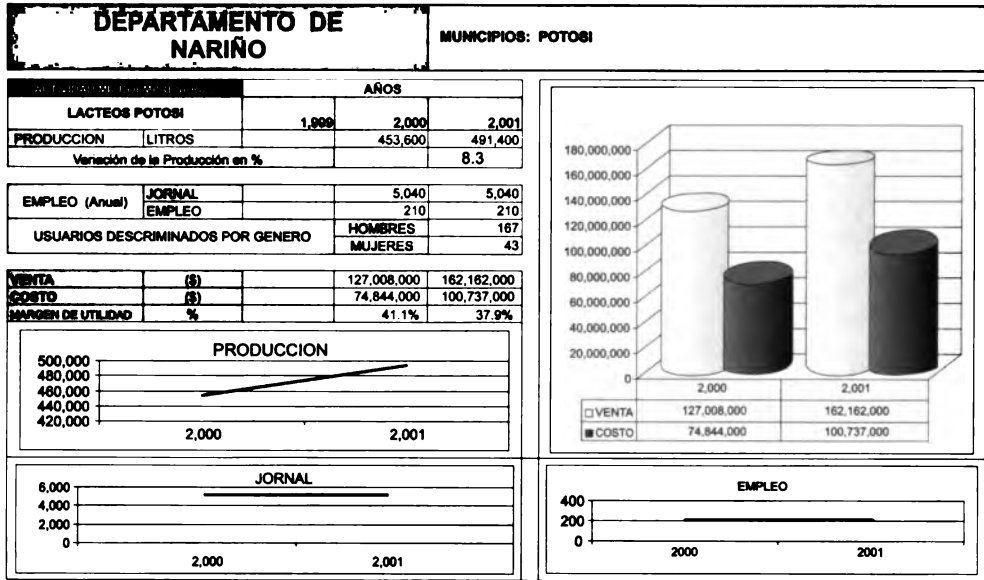 DEPARTAMENTO DE
NARIÑO
MUNICIPIOS: POTOSI
AÑOS
LACTEOS POTOSI 1,999 2,000 2,001
PRODUCCION LITROS 453,600 491,400
Variación de la Producción en % 8.3
EMPLEO (Anual) JORNAL 5,040 5,040
EMPLEO 210 210
USUARIOS DESCRIMINADOS POR GENERO HOMBRES 167
MUJERES 43
VENTA ($) 127,008,000 162,162,000
COSTO ($) 74,844,000 100,737,000
MARGEN DE UTILIDAD % 41.1% 37.9%
PRODUCCION
500,000
480,000
460,000
440,000
420,000
2,000 2,001
180,000,000
160,000,000
140,000,000
120,000,000
100,000,000
80,000,000
60,000,000
40,000,000
20,000,000
0
2,000 2,001
VENTA 127,008,000 162,162,000
COSTO 74,844,000 100,737,000
JORNAL
6,000
4,000
2,000
0
2,000 2,001
EMPLEO
400
200
0
2000 2001